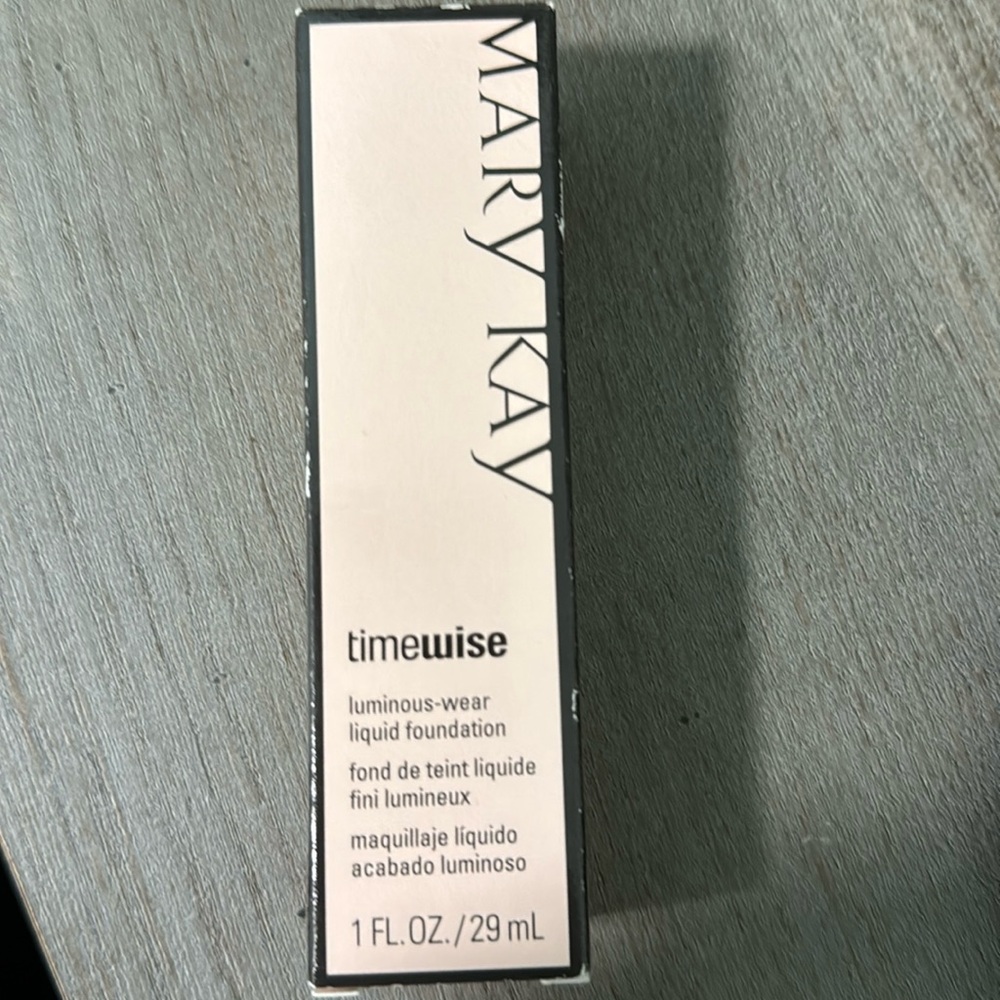 MARY KAY
timewise
luminous-wear
liquid foundation
fond de teint liquide
fini lumineux
maquillaje líquido
acabado luminoso
1 FL.OZ./29 mL